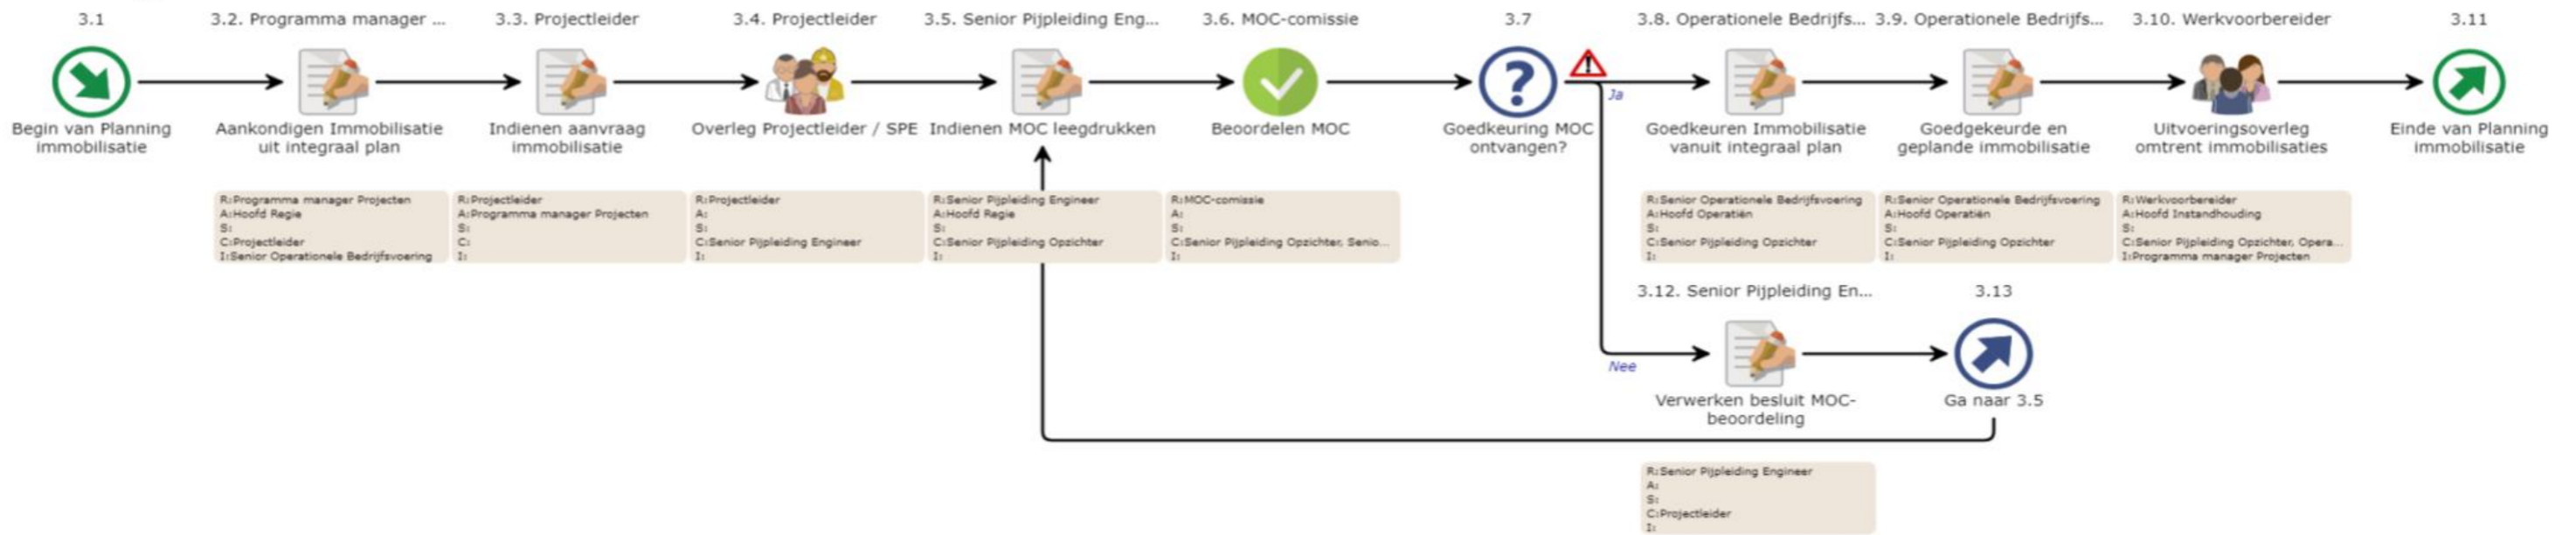 3.1
Begin van Planning
immobilisatie
3.2. Programma manager ...
Aankondigen Immobilisatie
uit integraal plan
R:Programma manager Projecten
A:Hoofd Regie
S:
C:Projectleider
I:Senior Operationele Bedrijfsvoering
3.3. Projectleider
Indienen aanvraag
immobilisatie
R:Projectleider
A:Programma manager Projecten
S:
C:
I:
3.4. Projectleider
Overleg Projectleider / SPE
R:Projectleider
A:
S:
C:Senior Pijpleiding Engineer
I:
3.5. Senior Pijpleiding Eng...
Indienen MOC leegdrukken
R:Senior Pijpleiding Engineer
A:Hoofd Regie
S:
C:Senior Pijpleiding Opzichter
I:
3.6. MOC-comissie
Beoordelen MOC
R:MOC-comissie
A:
S:
C:Senior Pijpleiding Opzichter, Senio...
I:
3.7
Goedkeuring MOC
ontvangen?
Ja
Nee
3.8. Operationele Bedrijfs...
Goedkeuren Immobilisatie
vanuit integraal plan
R:Senior Operationele Bedrijfsvoering
A:Hoofd Operatiën
S:
C:Senior Pijpleiding Opzichter
I:
3.9. Operationele Bedrijfs...
Goedgekeurde en
geplande immobilisatie
R:Senior Operationele Bedrijfsvoering
A:Hoofd Operatiën
S:
C:Senior Pijpleiding Opzichter
I:
3.10. Werkvoorbereider
Uitvoeringsoverleg
omtrent immobilisaties
R:Werkvoorbereider
A:Hoofd Instandhouding
S:
C:Senior Pijpleiding Opzichter, Opera...
I:Programma manager Projecten
3.11
Einde van Planning
immobilisatie
3.12. Senior Pijpleiding En...
Verwerken besluit MOC-
beoordeling
R:Senior Pijpleiding Engineer
A:
S:
C:Projectleider
I:
3.13
Ga naar 3.5